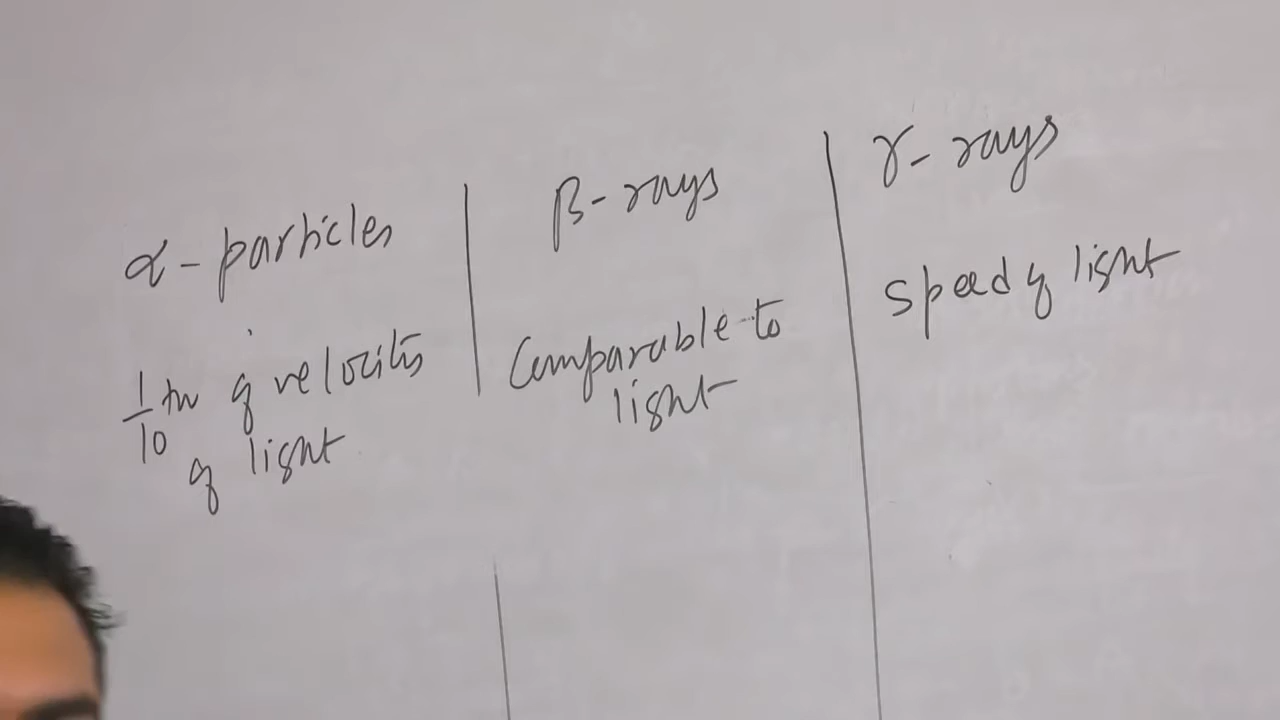 α - particles
1/10 th of velocity
of light
β - rays
Comparable to
light
γ - rays
Speed of light